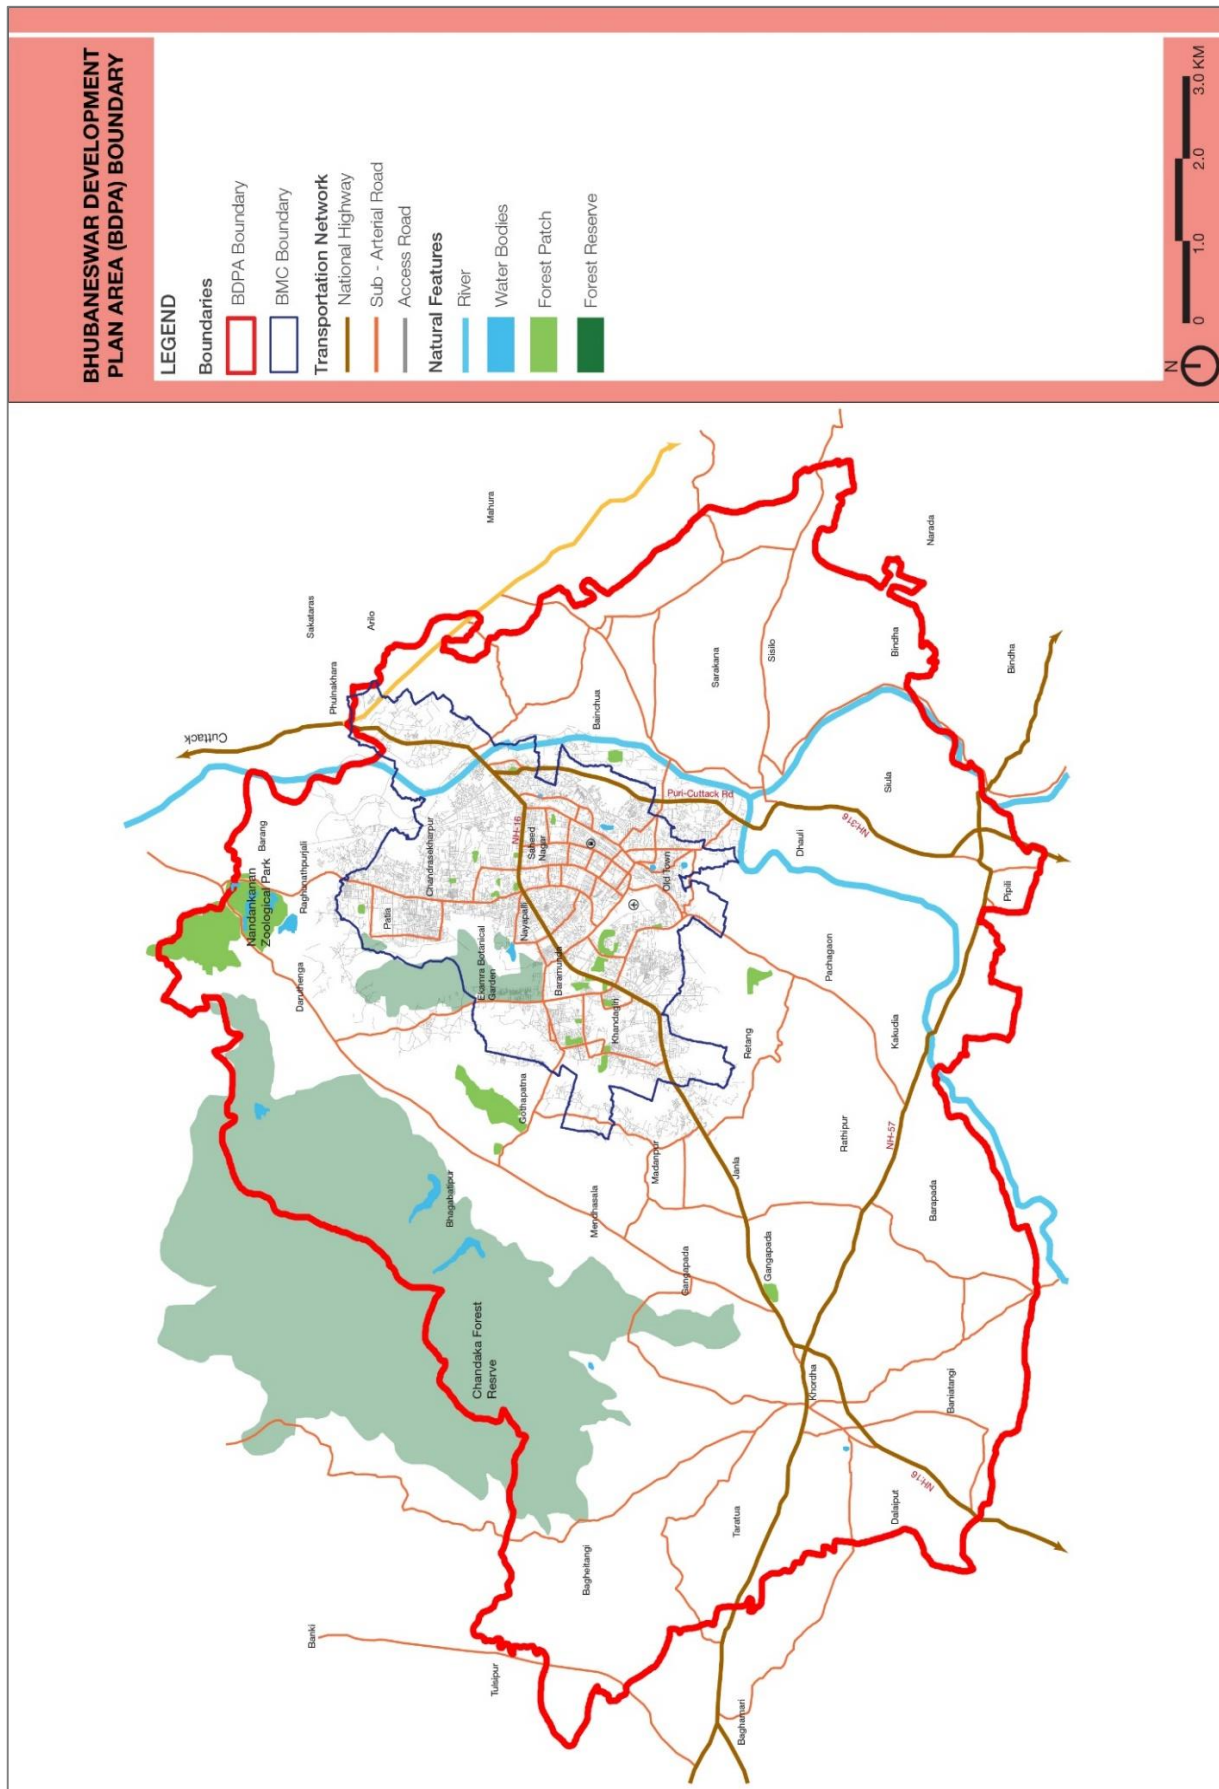 BHUBANESWAR DEVELOPMENT
PLAN AREA (BDPA) BOUNDARY
LEGEND
Boundaries
BDPA Boundary
BMC Boundary
Transportation Network
National Highway
Sub - Arterial Road
Access Road
Natural Features
River
Water Bodies
Forest Patch
Forest Reserve
N
0
1.0
2.0
3.0 KM
Cuttack
Phulnakhara
Sakataras
Arilo
Mahura
Barang
Nandankanan
Zoological Park
Raghunathpurjali
Daruthenga
Patia
Chandrasekharpur
NH-16
Saheed
Nagar
Nayapalli
Ekamra Botanical
Garden
Baramunda
Khandagiri
Old Town
Puri-Cuttack Rd
Bainchua
Sarakana
Sisilo
Bindha
Narada
Bindha
Siula
NH-316
Dhauli
Pipili
Pachagaon
Kakudia
Retang
Rathipur
NH-57
Barapada
Gothapatna
Madanpur
Janla
Mendhasala
Bhagabatipur
Gangapada
Gangapada
Chandaka Forest
Resrve
Khordha
Baniatangi
NH-16
Dalaiput
Taratua
Bagheitangi
Banki
Tulsipur
Baghamari